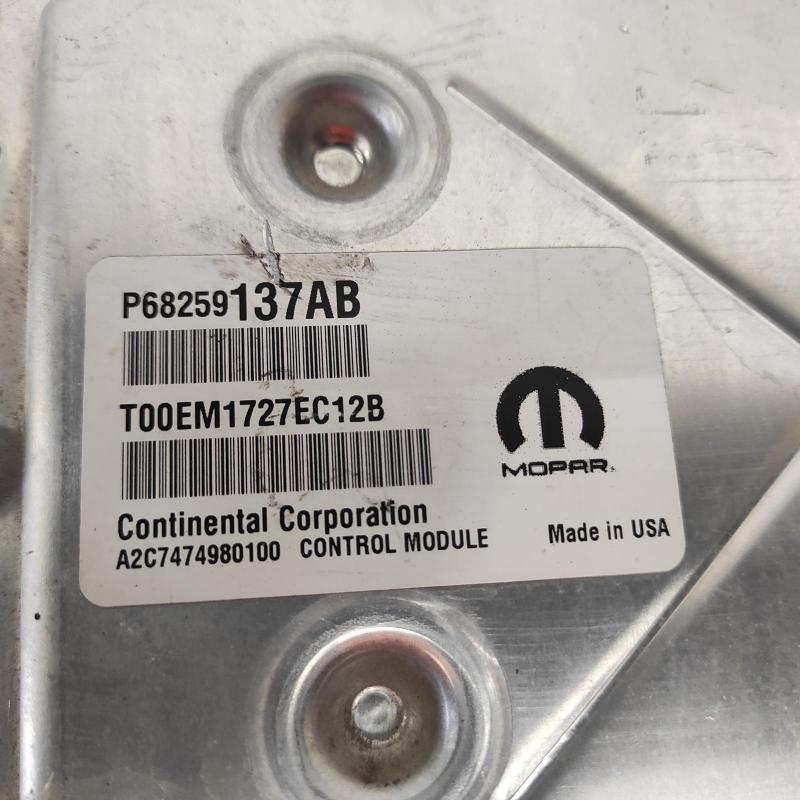 P68259137AB
T00EM1727EC12B
MOPAR
Continental Corporation
A2C7474980100 CONTROL MODULE
Made in USA